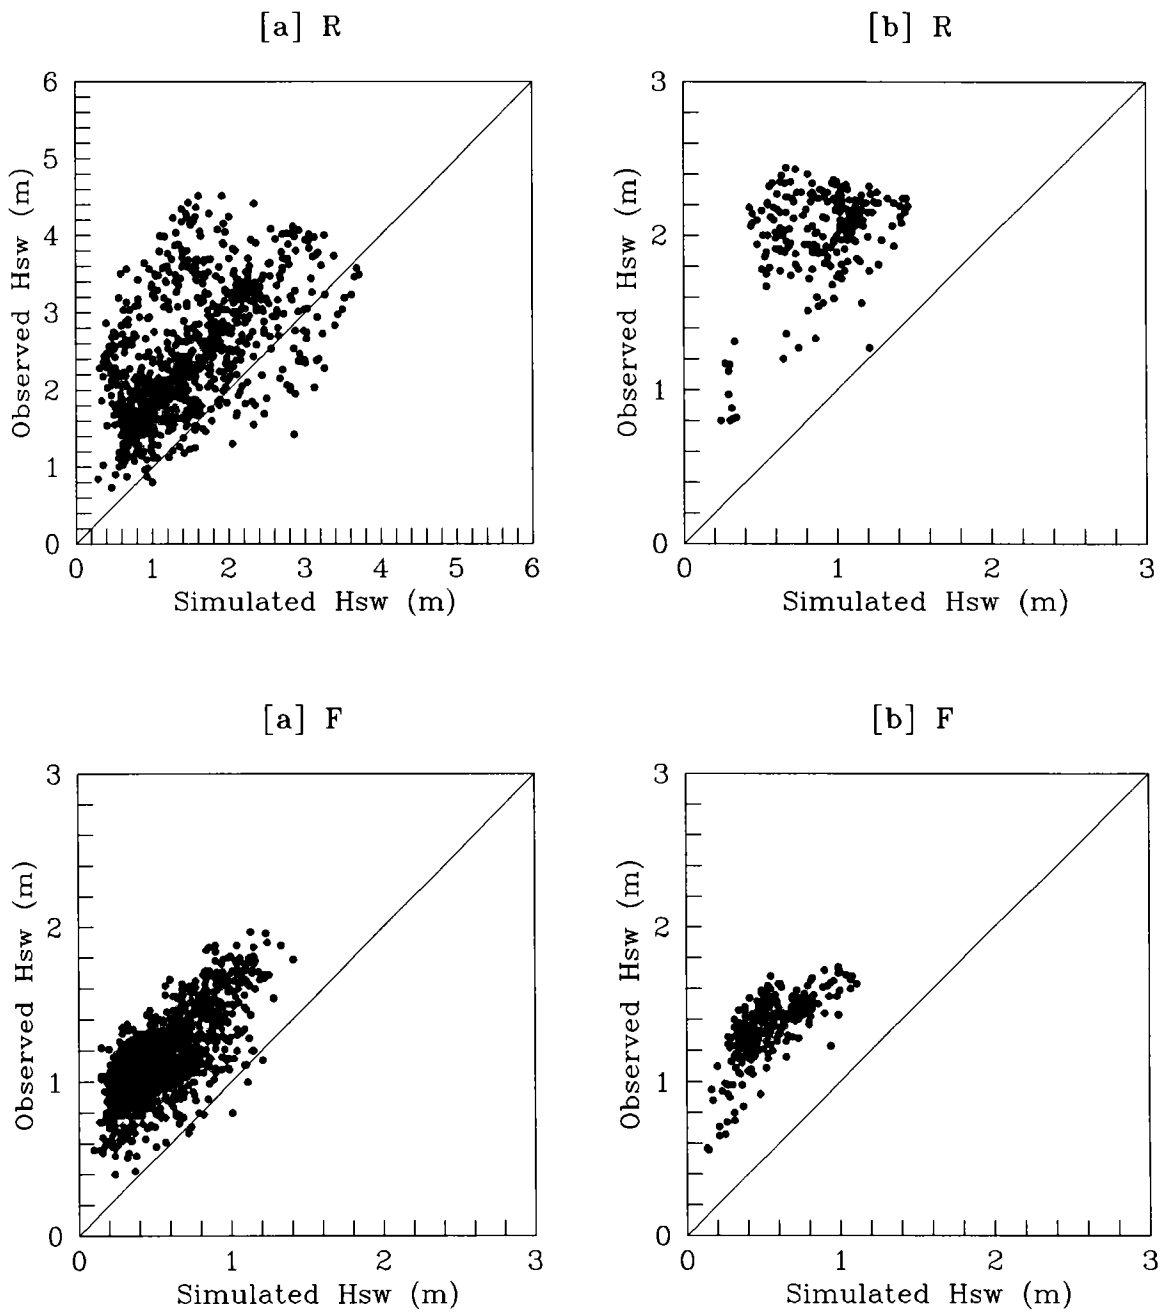 [a] R
6
5
4
3
2
1
0
Observed Hsw (m)
0 1 2 3 4 5 6
Simulated Hsw (m)
[b] R
3
2
1
0
Observed Hsw (m)
0 1 2 3
Simulated Hsw (m)
[a] F
3
2
1
0
Observed Hsw (m)
0 1 2 3
Simulated Hsw (m)
[b] F
3
2
1
0
Observed Hsw (m)
0 1 2 3
Simulated Hsw (m)